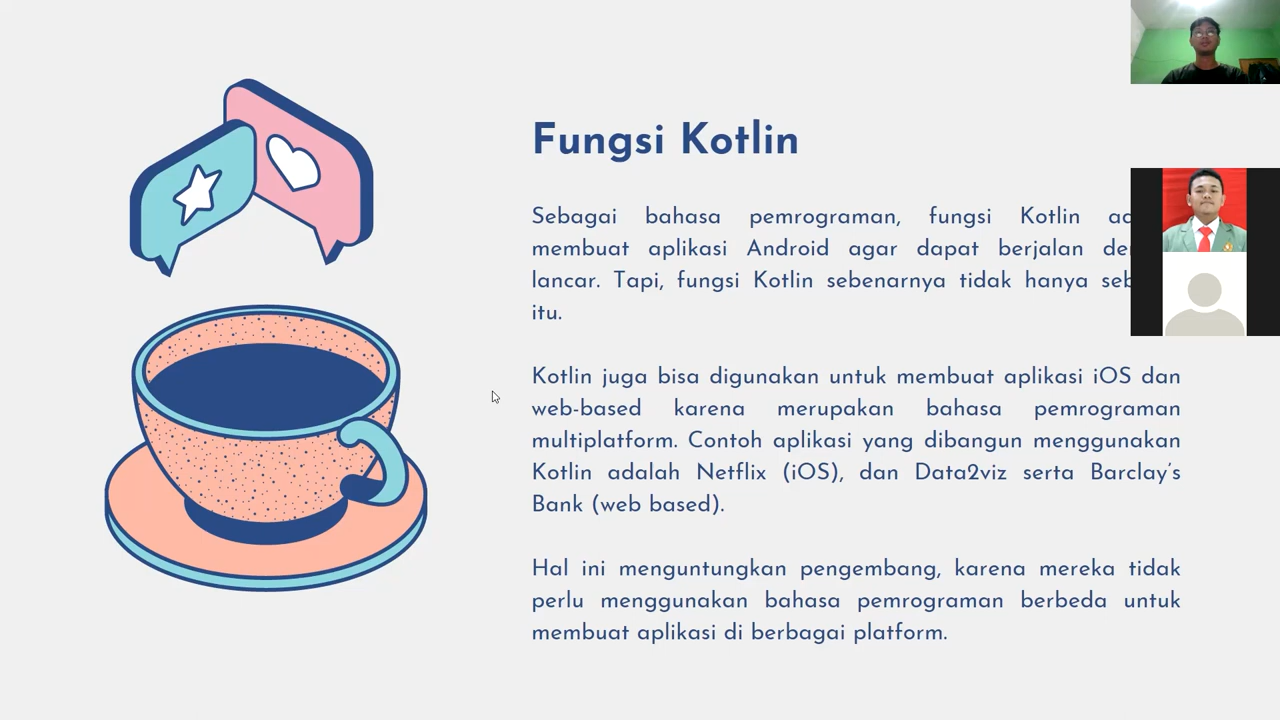 Fungsi Kotlin
Sebagai bahasa pemrograman, fungsi Kotlin
membuat aplikasi Android agar dapat berjalan
lancar. Tapi, fungsi Kotlin sebenarnya tidak hanya
itu.
Kotlin juga bisa digunakan untuk membuat aplikasi iOS dan
web-based karena merupakan bahasa pemrograman
multiplatform. Contoh aplikasi yang dibangun menggunakan
Kotlin adalah Netflix (iOS), dan Data2viz serta Barclay's
Bank (web based).
Hal ini menguntungkan pengembang, karena mereka tidak
perlu menggunakan bahasa pemrograman berbeda untuk
membuat aplikasi di berbagai platform.